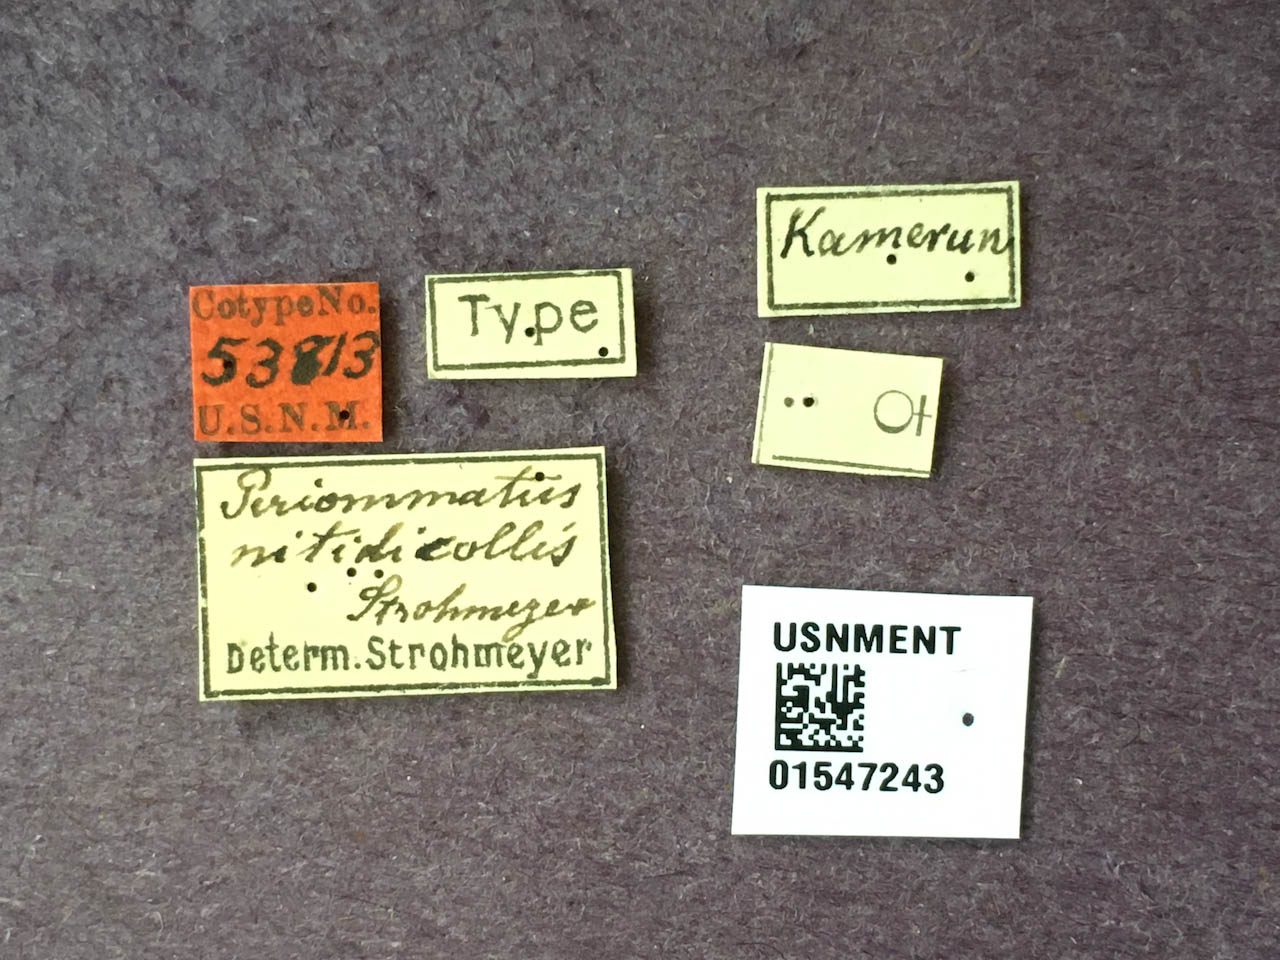 Kamerun
Type
CotypeNo.
53813
U.S.N.M.
♀
Periommatus
nitidicollis
Strohmeyer
Determ.Strohmeyer
USNMENT
01547243